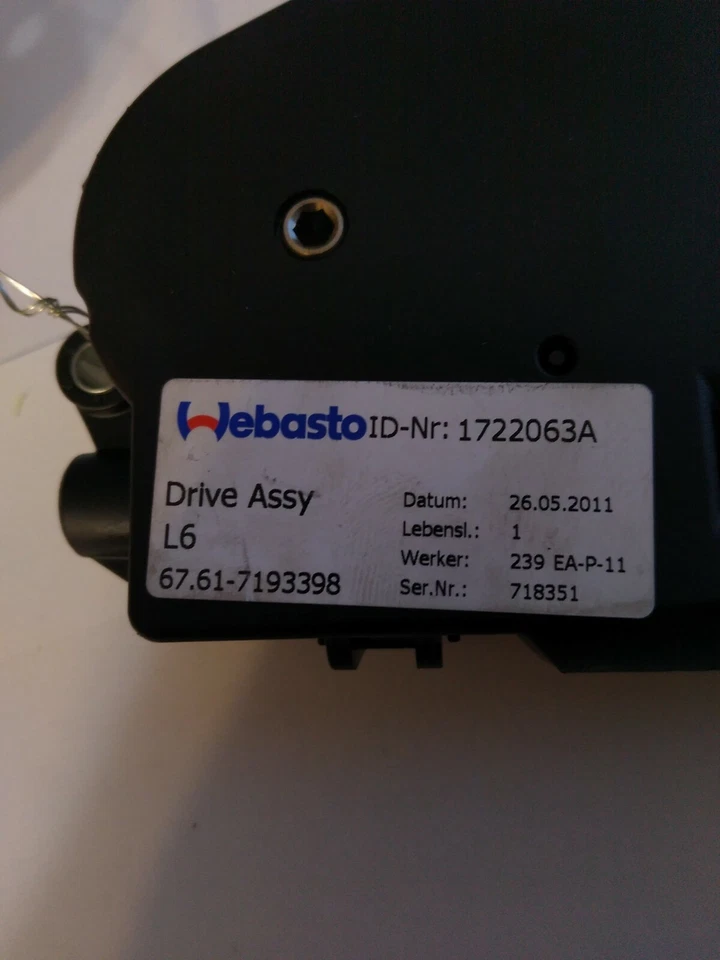 Webasto ID-Nr: 1722063A
Drive Assy
L6
67.61-7193398
Datum: 26.05.2011
Lebensl.: 1
Werker: 239 EA-P-11
Ser.Nr.: 718351